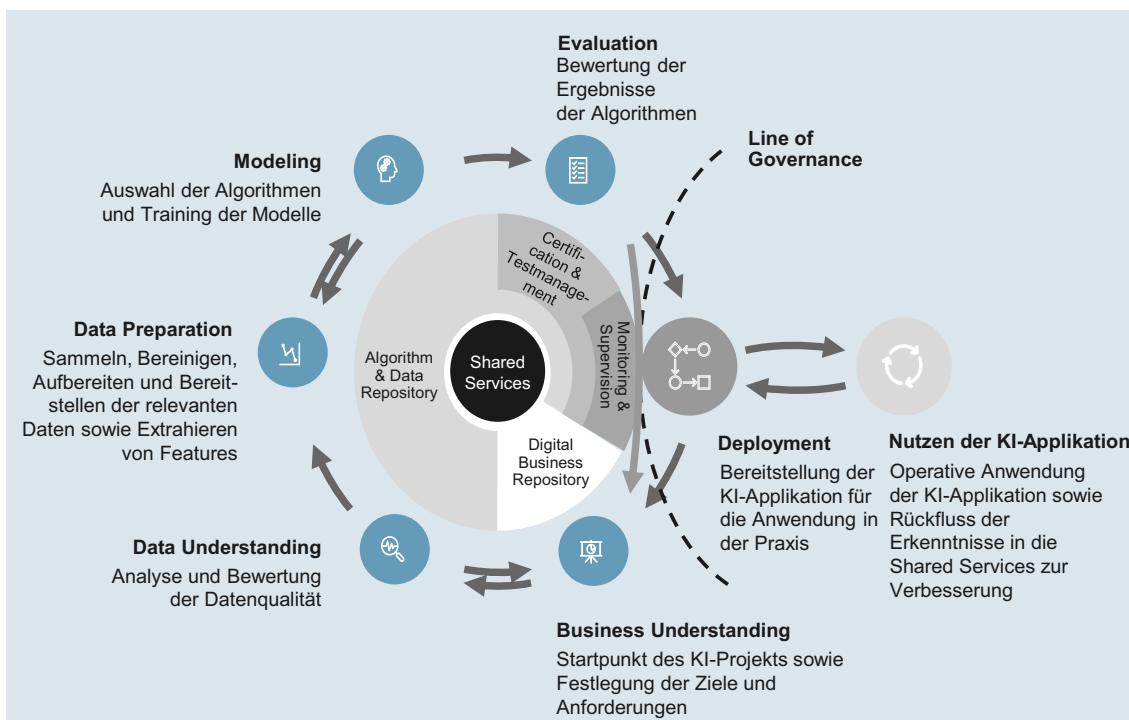 Evaluation
Bewertung der
Ergebnisse
der Algorithmen
Line of
Governance
Modeling
Auswahl der Algorithmen
und Training der Modelle
Certifi-
cation &
Testmanage-
ment
Monitoring &
Supervision
Data Preparation
Sammeln, Bereinigen,
Aufbereiten und Bereit-
stellen der relevanten
Daten sowie Extrahieren
von Features
Algorithm
& Data
Repository
Shared
Services
Digital
Business
Repository
Deployment
Bereitstellung der
KI-Applikation für
die Anwendung in
der Praxis
Nutzen der KI-Applikation
Operative Anwendung
der KI-Applikation sowie
Rückfluss der
Erkenntnisse in die
Shared Services zur
Verbesserung
Data Understanding
Analyse und Bewertung
der Datenqualität
Business Understanding
Startpunkt des KI-Projekts sowie
Festlegung der Ziele und
Anforderungen